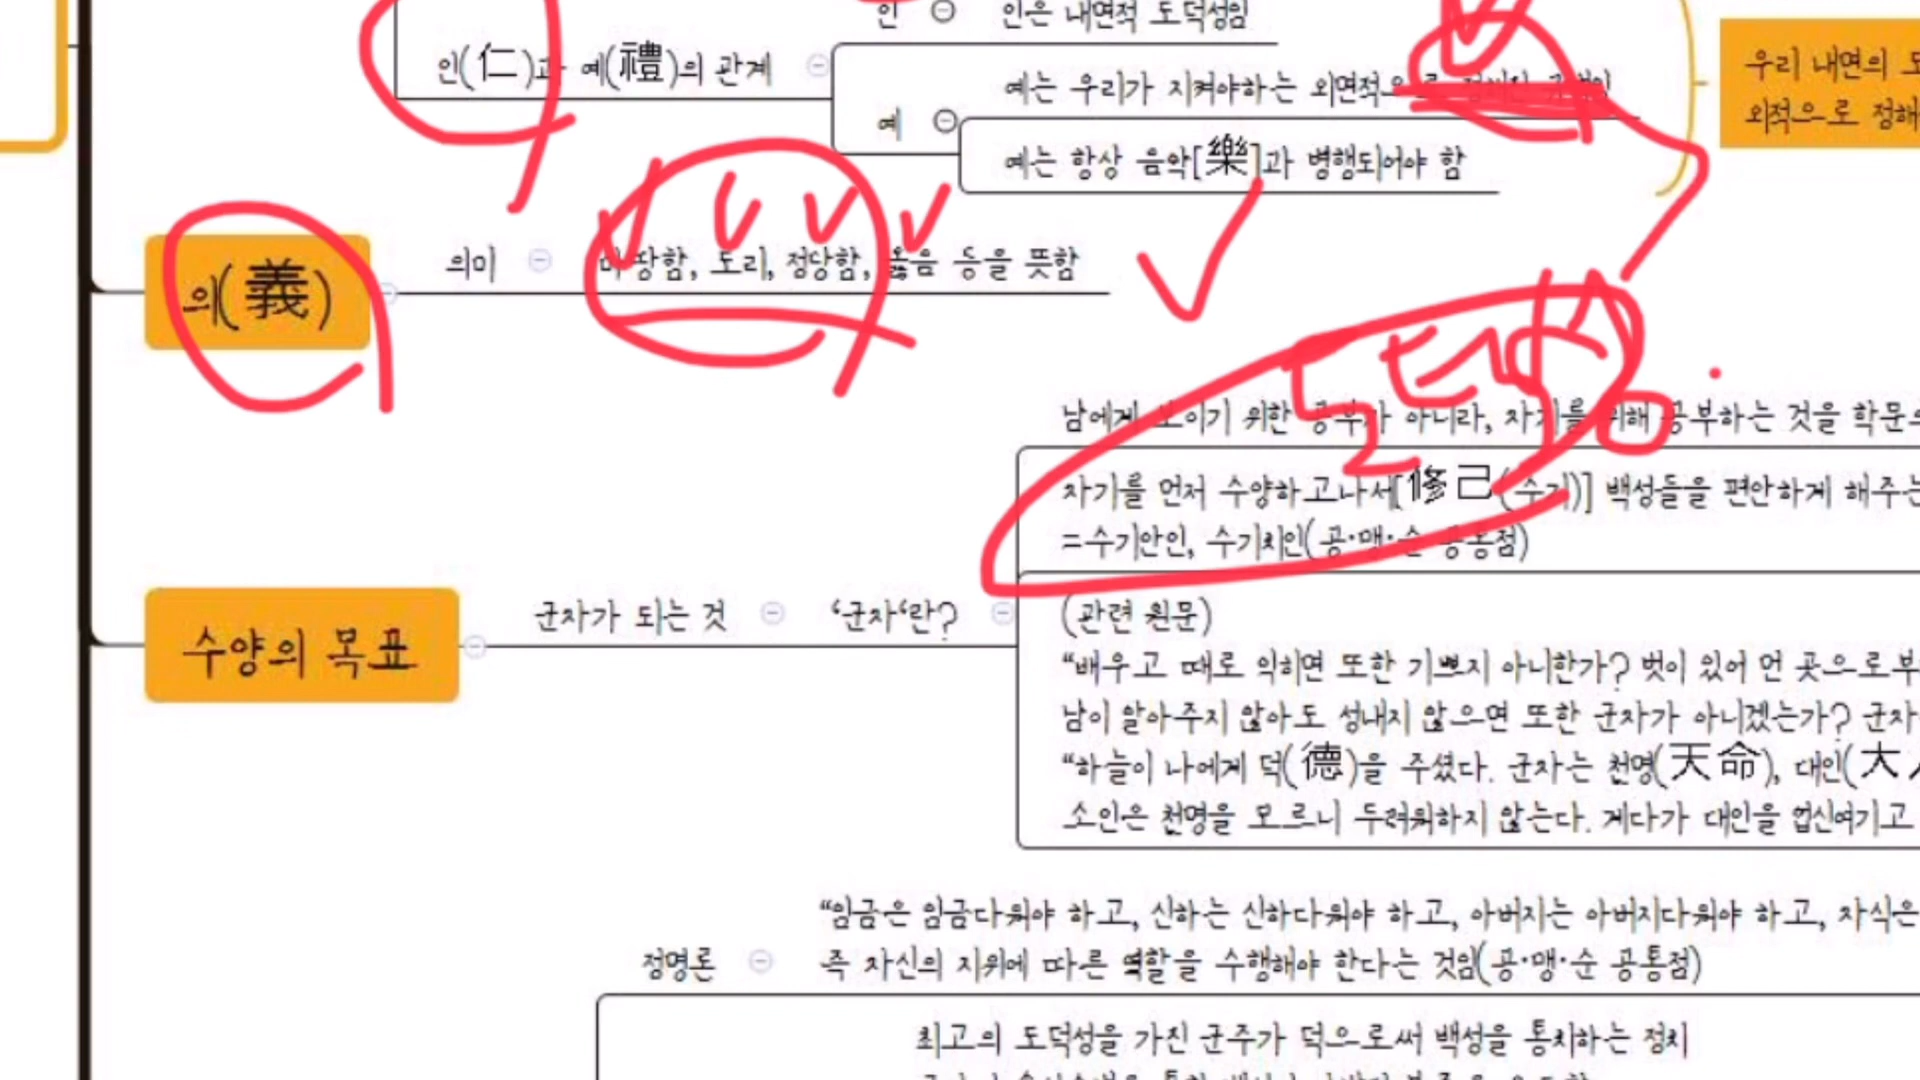 인 인은 내면적 도덕성임
인(仁)과 예(禮)의 관계
예는 우리가 지켜야하는 외면적으로
우리 내면의
외적으로 정해
예
예는 항상 음악[樂]과 병행되어야 함
의(義)
의미 마땅함, 도리, 정당함, 옳음 등을 뜻함
남에게 보이기 위한 공부가 아니라, 자기를 위해 공부하는 것을
자기를 먼저 수양하고나서[修己(수기)] 백성들을 편안하게 해주는
=수기안인, 수기치인(공·맹·순 공통점)
수양의 목표
군자가 되는 것 ‘군자‘란?
(관련 원문)
“배우고 때로 익히면 또한 기쁘지 아니한가? 벗이 있어 먼 곳으로부
남이 알아주지 않아도 성내지 않으면 또한 군자가 아니겠는가? 군자
“하늘이 나에게 덕(德)을 주셨다. 군자는 천명(天命), 대인(大
소인은 천명을 모르니 두려워하지 않는다. 게다가 대인을 업신여기고
“임금은 임금다워야 하고, 신하는 신하다워야 하고, 아버지는 아버지다워야 하고, 자식은
정명론
즉 자신의 지위에 따른 역할을 수행해야 한다는 것임(공·맹·순 공통점)
최고의 도덕성을 가진 군주가 덕으로써 백성을 통치하는 정치